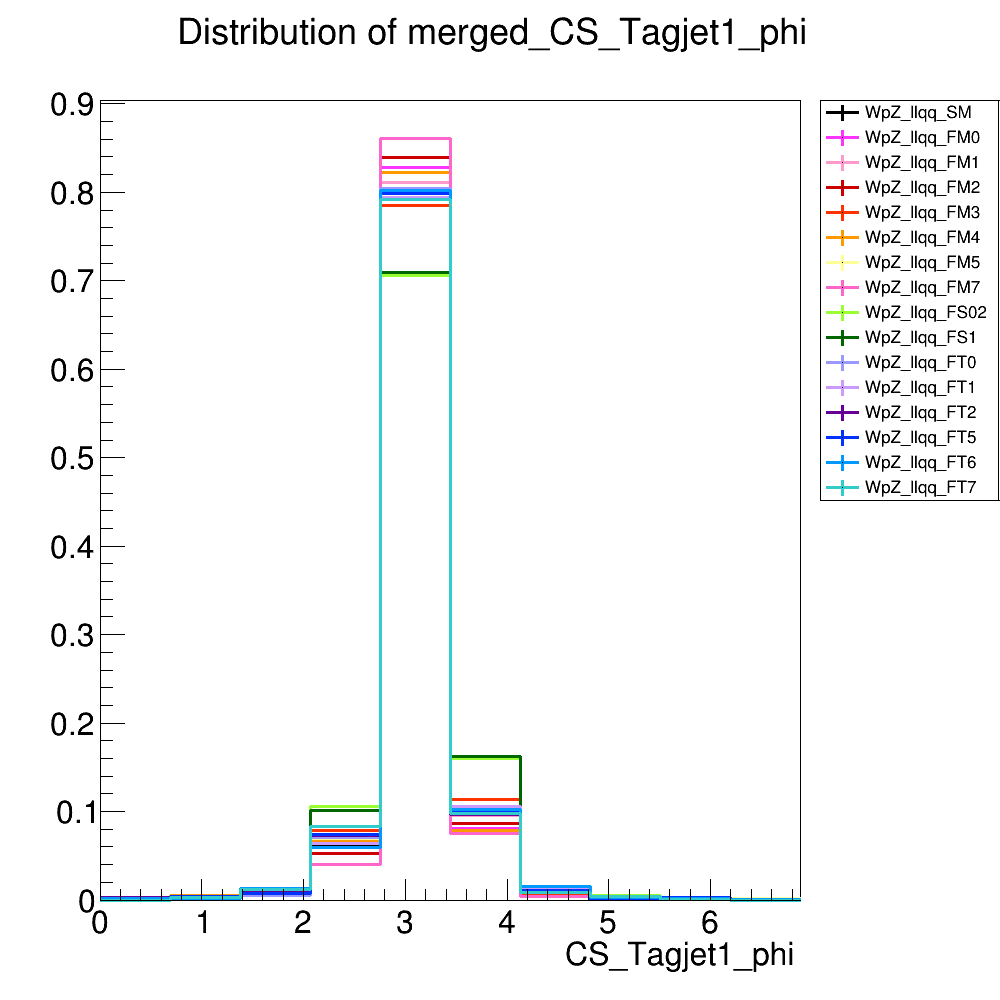 Distribution of merged_CS_Tagjet1_phi
0.9
0.8
0.7
0.6
0.5
0.4
0.3
0.2
0.1
0
0 1 2 3 4 5 6
CS_Tagjet1_phi
WpZ_llqq_SM
WpZ_llqq_FM0
WpZ_llqq_FM1
WpZ_llqq_FM2
WpZ_llqq_FM3
WpZ_llqq_FM4
WpZ_llqq_FM5
WpZ_llqq_FM7
WpZ_llqq_FS02
WpZ_llqq_FS1
WpZ_llqq_FT0
WpZ_llqq_FT1
WpZ_llqq_FT2
WpZ_llqq_FT5
WpZ_llqq_FT6
WpZ_llqq_FT7